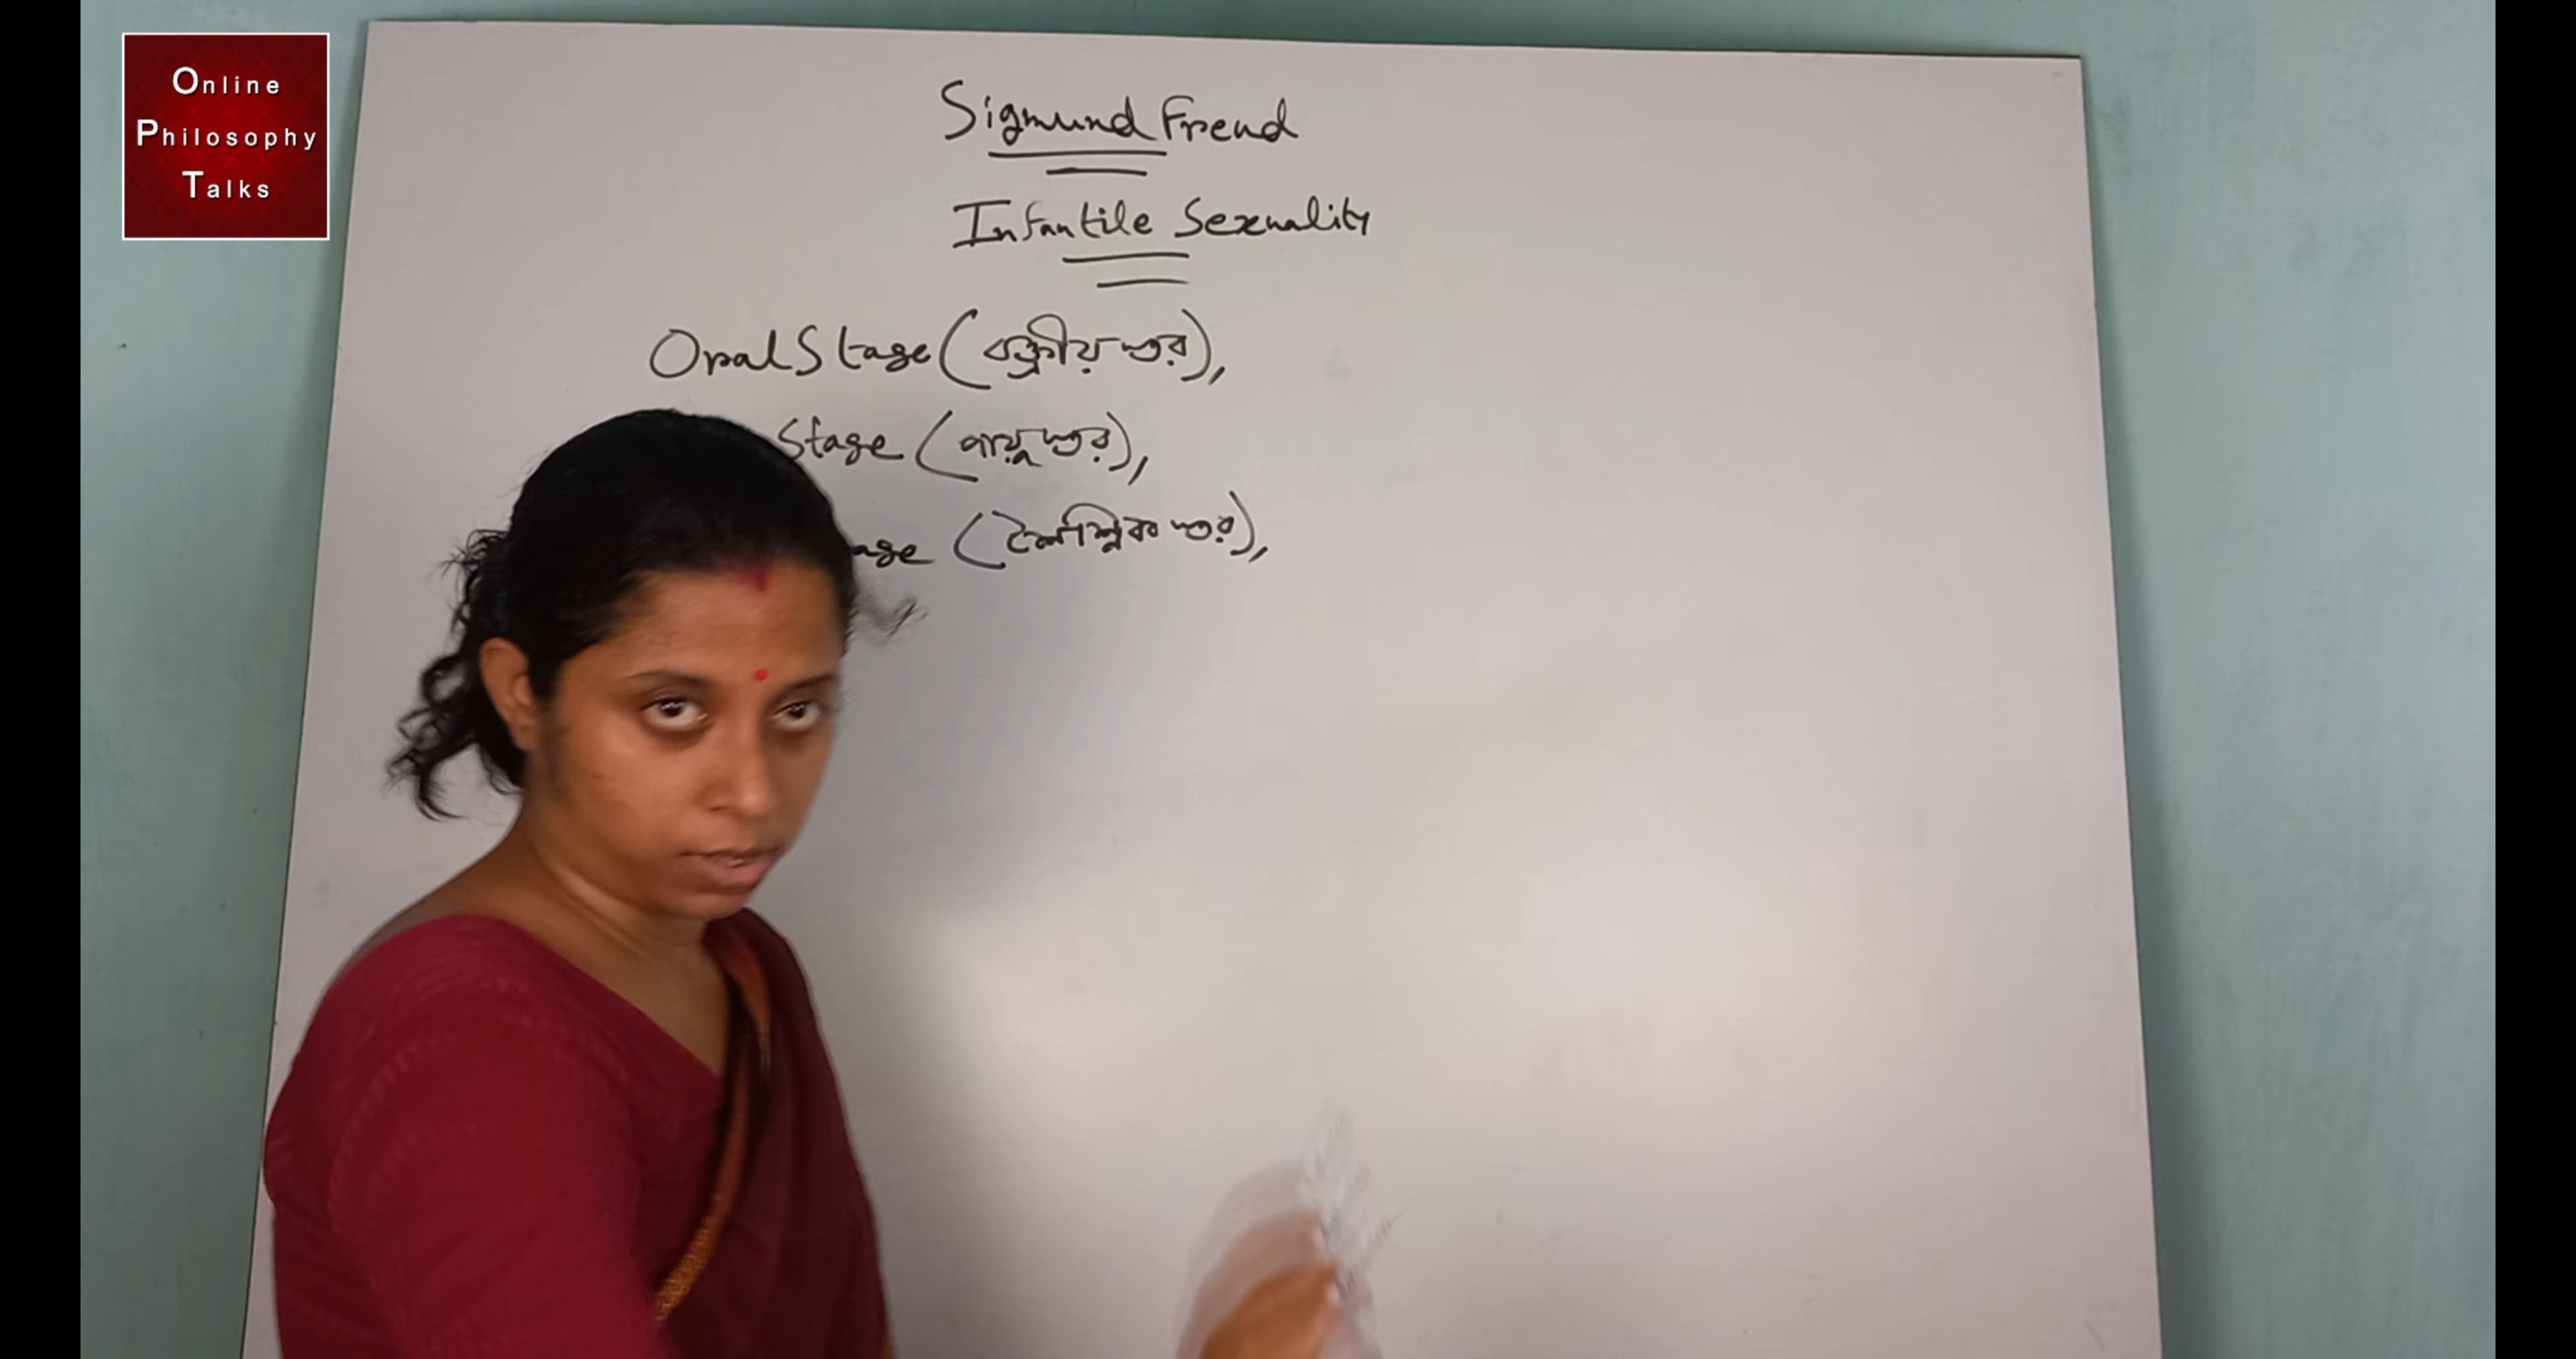 Online
Philosophy
Talks
Sigmund Freud
Infantile Sexuality
Oral Stage (বক্ত্রীয় স্তর),
Stage (পায়ু স্তর),
(লৈঙ্গিক স্তর),